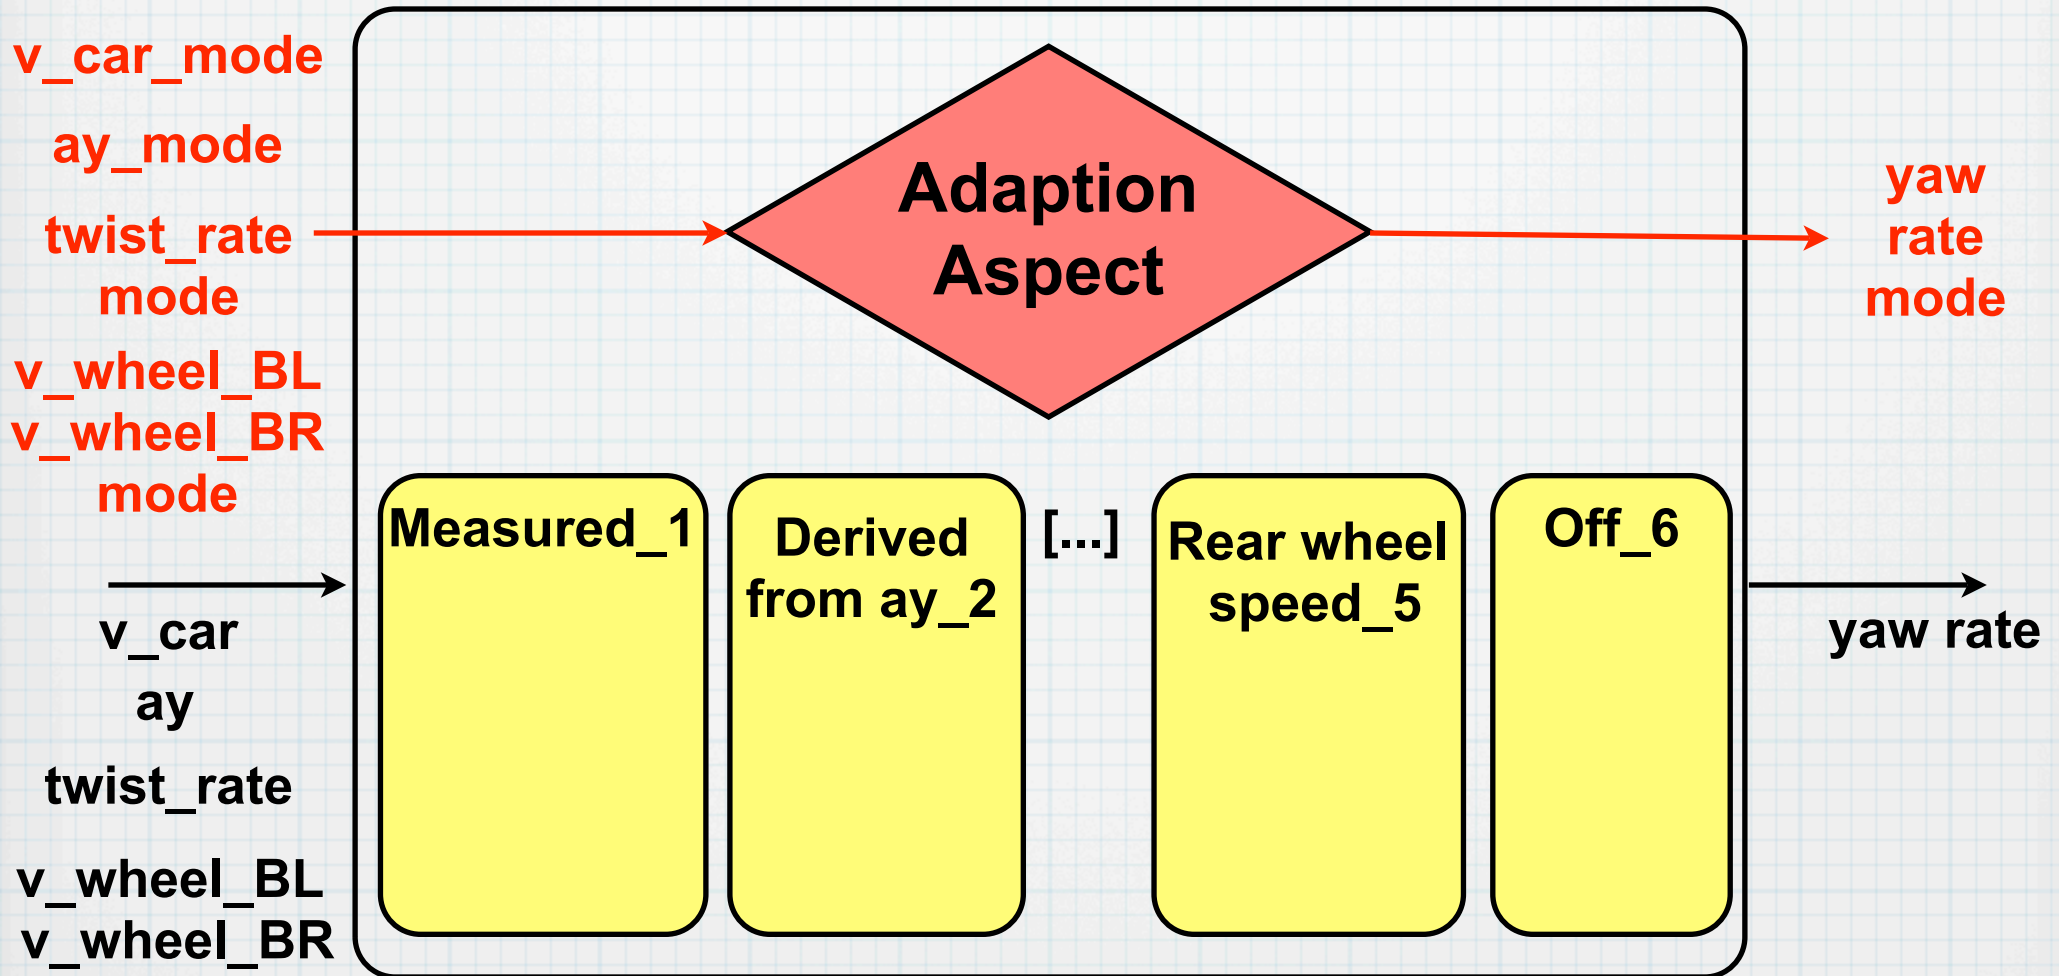 v_car_mode
ay_mode
twist_rate
mode
v_wheel_BL
v_wheel_BR
mode
Adaption
Aspect
yaw
rate
mode
Measured_1
Derived
from ay_2
[...]
Rear wheel
speed_5
Off_6
v_car
ay
twist_rate
v_wheel_BL
v_wheel_BR
yaw rate